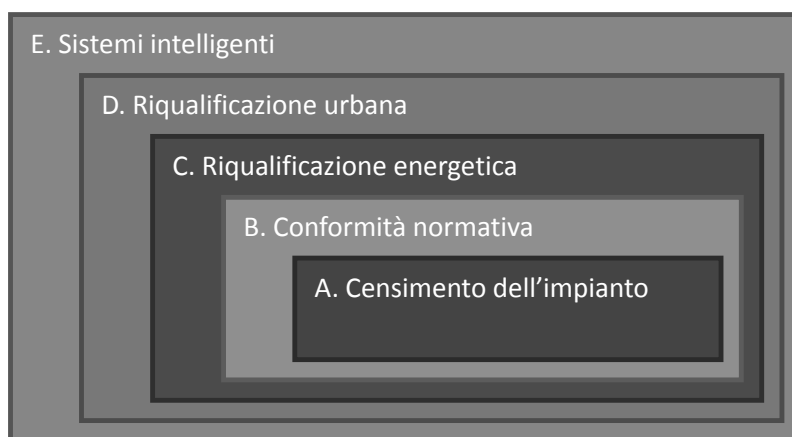 E. Sistemi intelligenti
D. Riqualificazione urbana
C. Riqualificazione energetica
B. Conformità normativa
A. Censimento dell’impianto